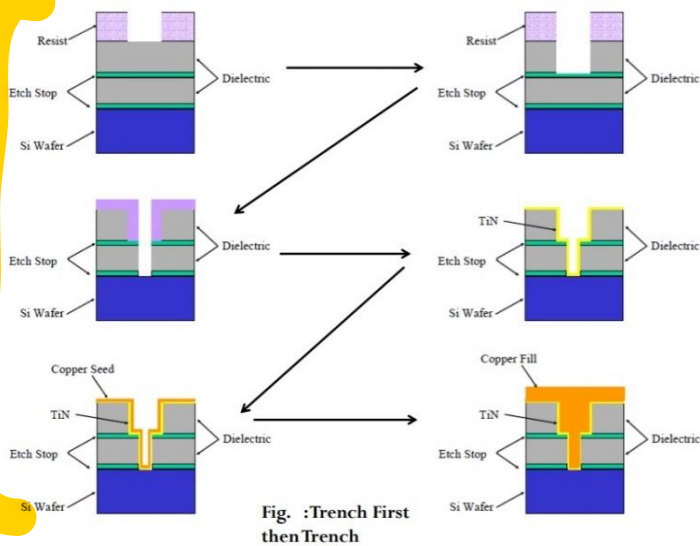 Resist
Etch Stop
Si Wafer
Dielectric
Resist
Etch Stop
Si Wafer
Dielectric
Etch Stop
Si Wafer
Dielectric
TiN
Etch Stop
Si Wafer
Dielectric
Copper Seed
TiN
Etch Stop
Si Wafer
Dielectric
Copper Fill
TiN
Etch Stop
Si Wafer
Dielectric
Fig. :Trench First
then Trench